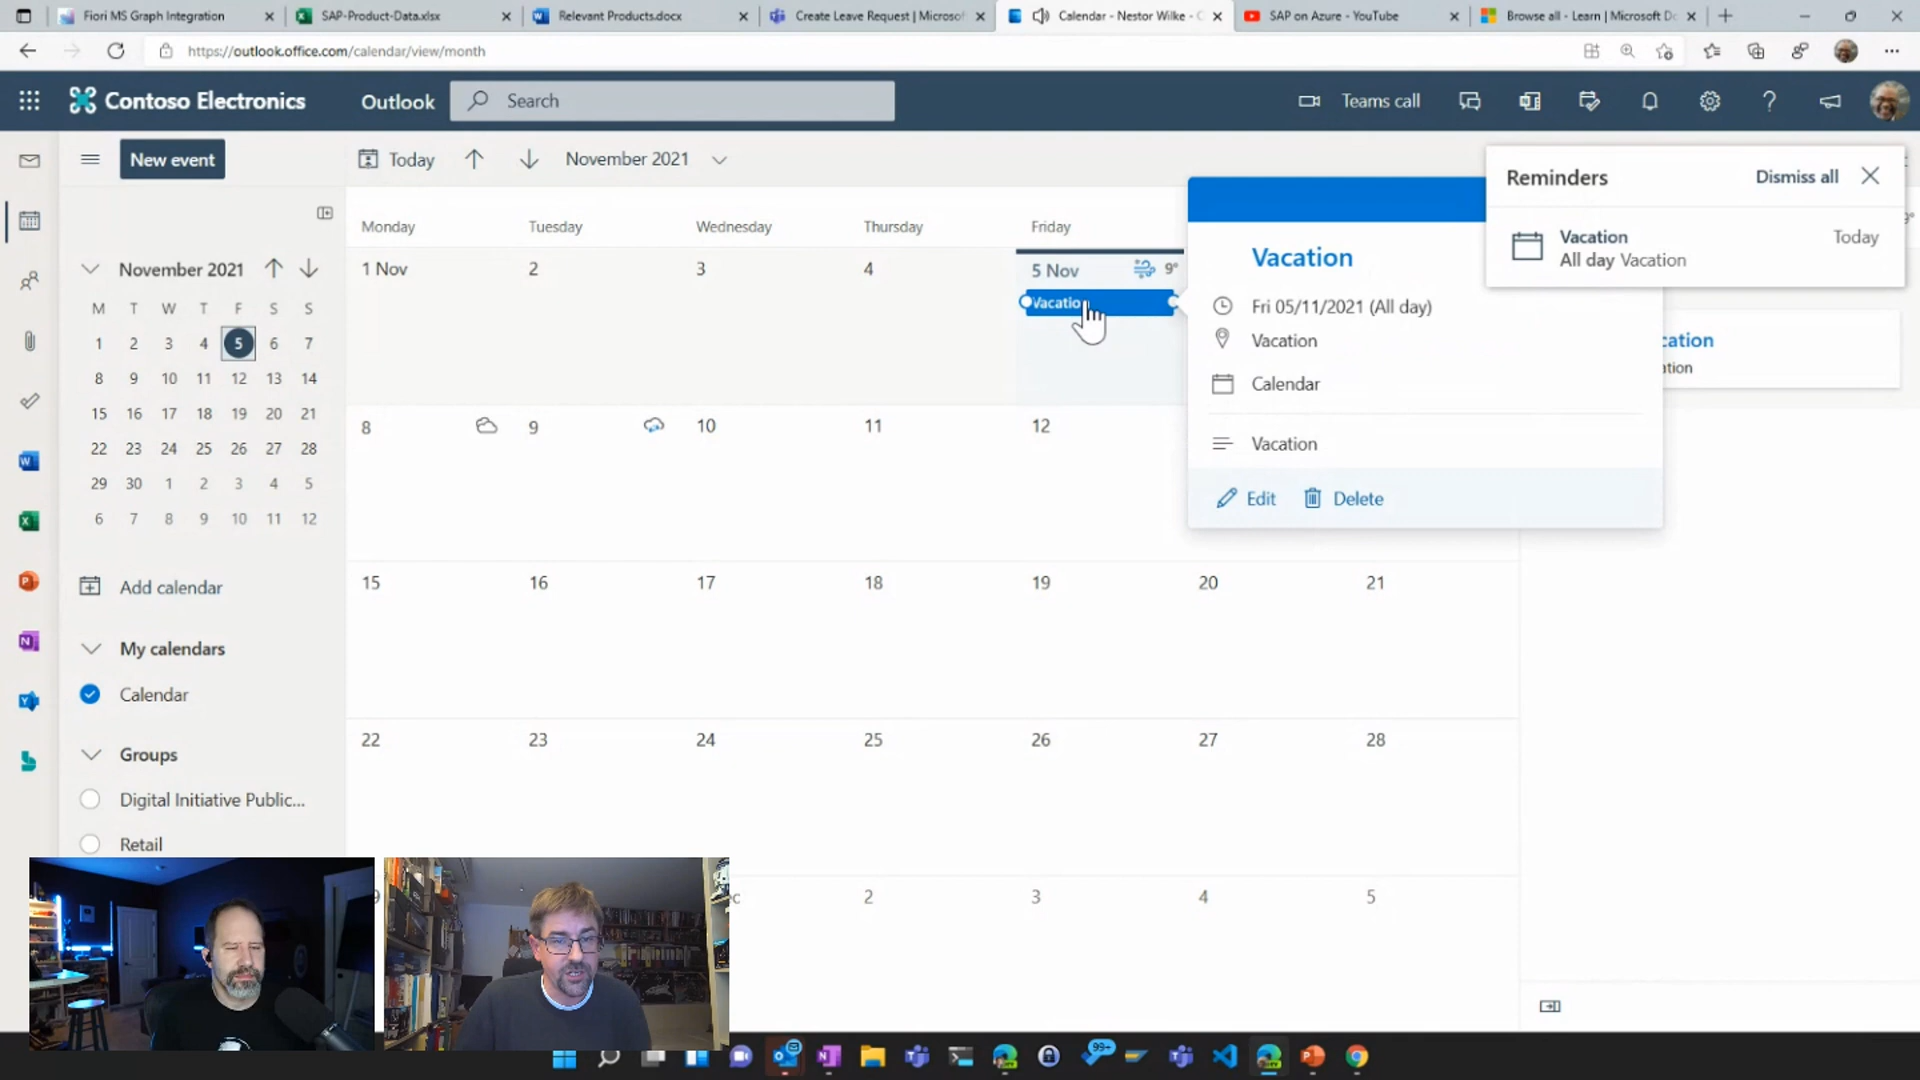 Fiori MS Graph Integration
SAP-Product-Data.xlsx
Relevant Products.docx
Create Leave Request | Microsof
Calendar - Nestor Wilke - O
SAP on Azure - YouTube
Browse all - Learn | Microsoft Do
https://outlook.office.com/calendar/view/month
Contoso Electronics
Outlook
Search
Teams call
New event
Today
November 2021
Reminders
Dismiss all
Vacation
Today
All day Vacation
November 2021
M T W T F S S
1 2 3 4 5 6 7
8 9 10 11 12 13 14
15 16 17 18 19 20 21
22 23 24 25 26 27 28
29 30 1 2 3 4 5
6 7 8 9 10 11 12
Add calendar
My calendars
Calendar
Groups
Digital Initiative Public...
Retail
Monday Tuesday Wednesday Thursday Friday
1 Nov 2 3 4 5 Nov 9°
Vacatio
8 9 10 11 12
15 16 17 18 19 20 21
22 23 24 25 26 27 28
2 3 4 5
Vacation
Fri 05/11/2021 (All day)
Vacation
Calendar
Vacation
Edit
Delete
cation
tion
99+